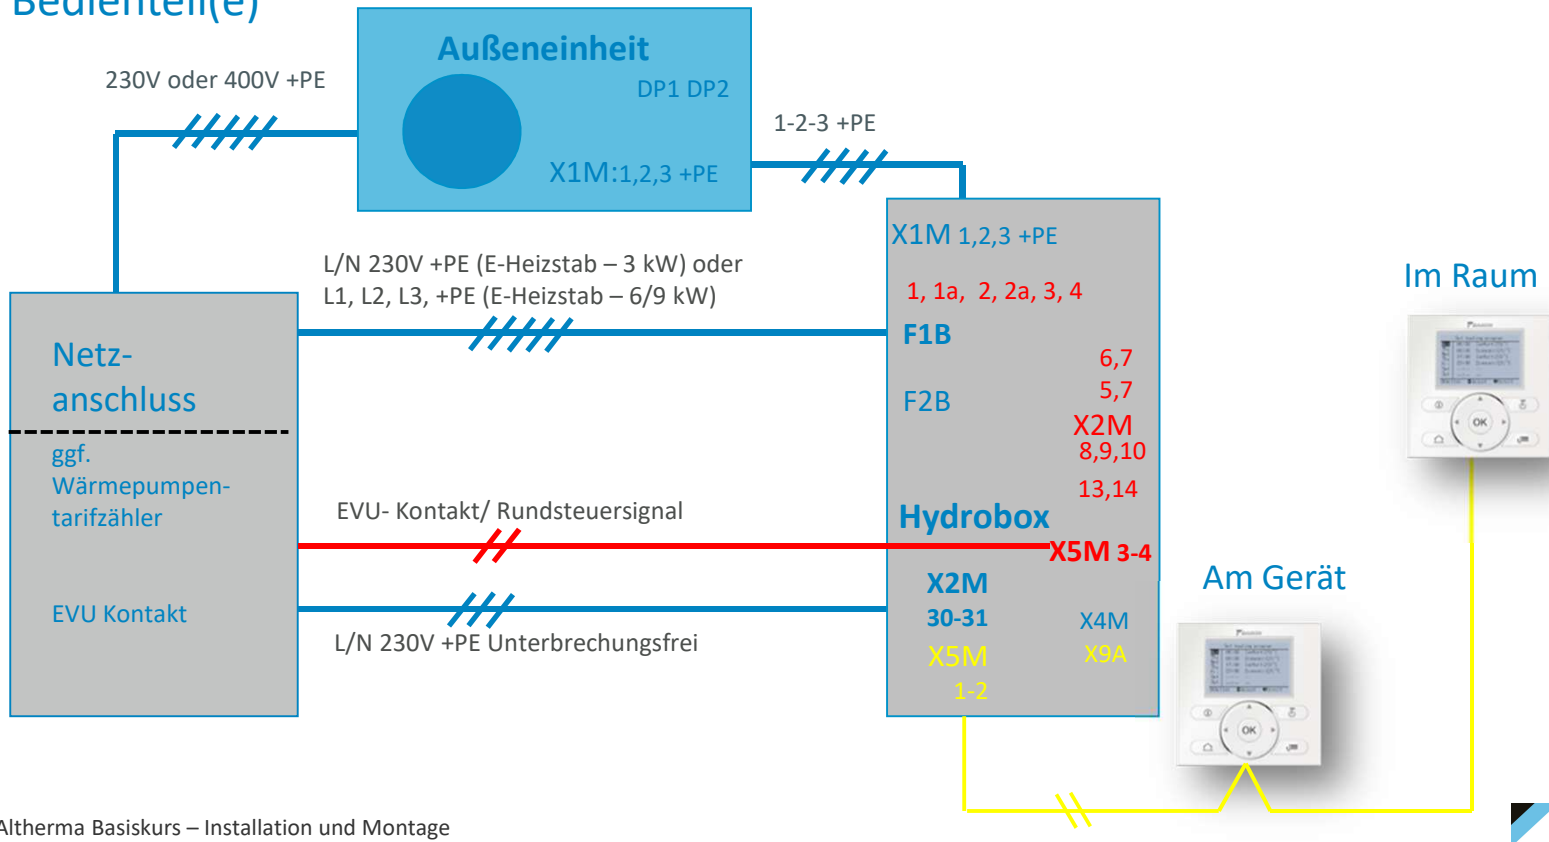 Bedienteil(e)
Außeneinheit
230V oder 400V +PE
DP1 DP2
1-2-3 +PE
X1M:1,2,3 +PE
X1M 1,2,3 +PE
L/N 230V +PE (E-Heizstab – 3 kW) oder
L1, L2, L3, +PE (E-Heizstab – 6/9 kW)
1, 1a, 2, 2a, 3, 4
Im Raum
F1B
Netz-
anschluss
6,7
5,7
F2B
X2M
8,9,10
13,14
ggf.
Wärmepumpen-
tarifzähler
EVU- Kontakt/ Rundsteuersignal
Hydrobox
X5M 3-4
Am Gerät
X2M
30-31
EVU Kontakt
X4M
L/N 230V +PE Unterbrechungsfrei
X5M
X9A
1-2
OK
OK
Altherma Basiskurs – Installation und Montage